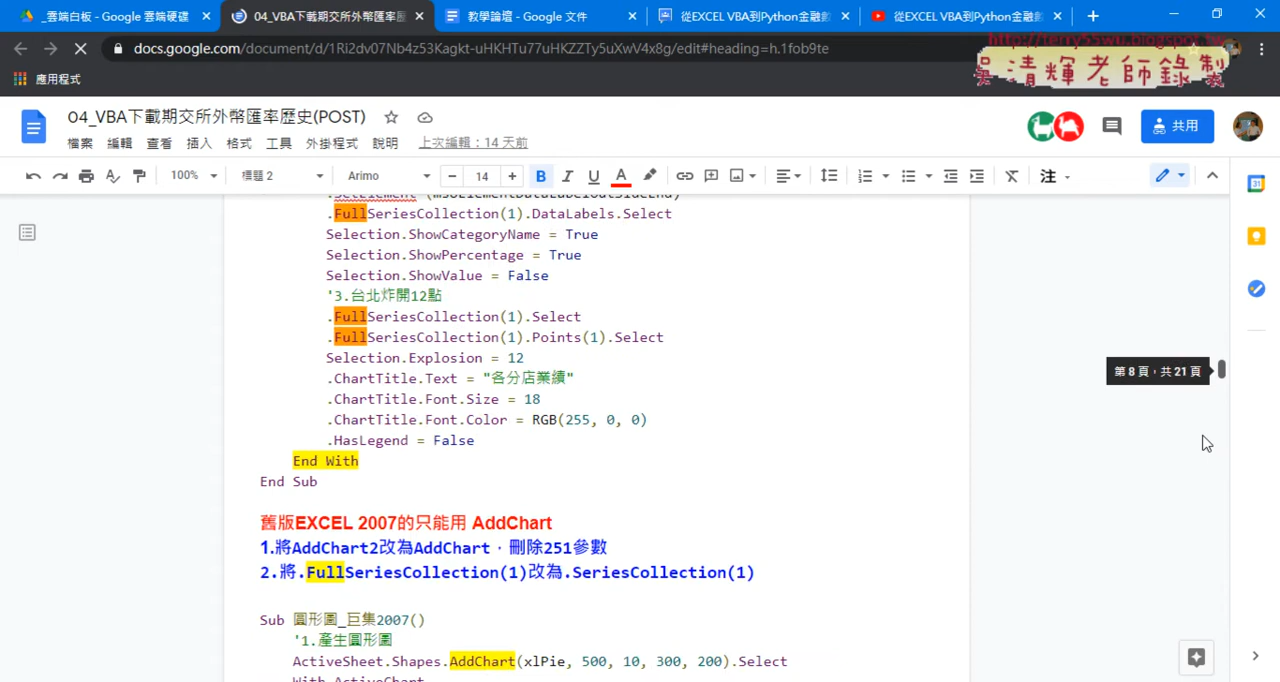 _雲端白板 - Google 雲端硬碟
04_VBA下載期交所外幣匯率歷
教學論壇 - Google 文件
從EXCEL VBA到Python金融創
從EXCEL VBA到Python金融創
docs.google.com/document/d/1Ri2dv07Nb4z53Kagkt-uHKHTu77uHKZZTy5uXwV4x8g/edit#heading=h.1fob9te
http://terry55wu.blogspot.tw
應用程式
吳清輝老師錄製
04_VBA下載期交所外幣匯率歷史(POST)
共用
檔案 編輯 查看 插入 格式 工具 外掛程式 說明 上次編輯：14 天前
100% 標題 2 Arimo 14 B I U A 注
.SetElement (msoElementDataLabelOutSideEnd)
.FullSeriesCollection(1).DataLabels.Select
Selection.ShowCategoryName = True
Selection.ShowPercentage = True
Selection.ShowValue = False
'3.台北炸開12點
.FullSeriesCollection(1).Select
.FullSeriesCollection(1).Points(1).Select
Selection.Explosion = 12
第 8 頁，共 21 頁
.ChartTitle.Text = "各分店業績"
.ChartTitle.Font.Size = 18
.ChartTitle.Font.Color = RGB(255, 0, 0)
.HasLegend = False
End With
End Sub
舊版EXCEL 2007的只能用 AddChart
1.將AddChart2改為AddChart，刪除251參數
2.將.FullSeriesCollection(1)改為.SeriesCollection(1)
Sub 圓形圖_巨集2007()
'1.產生圓形圖
ActiveSheet.Shapes.AddChart(xlPie, 500, 10, 300, 200).Select
With ActiveChart